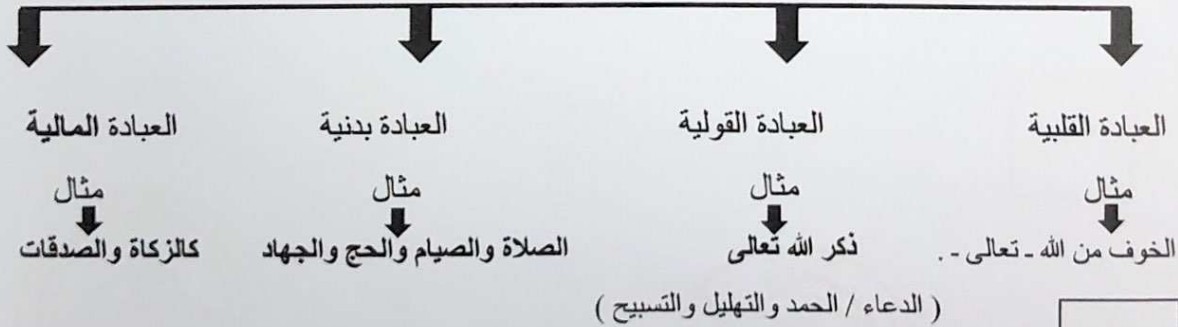 العبادة القلبية العبادة القولية العبادة بدنية العبادة المالية
مثال مثال مثال مثال
الخوف من الله - تعالى - . ذكر الله تعالى الصلاة والصيام والحج والجهاد كالزكاة والصدقات
( الدعاء / الحمد والتهليل والتسبيح )